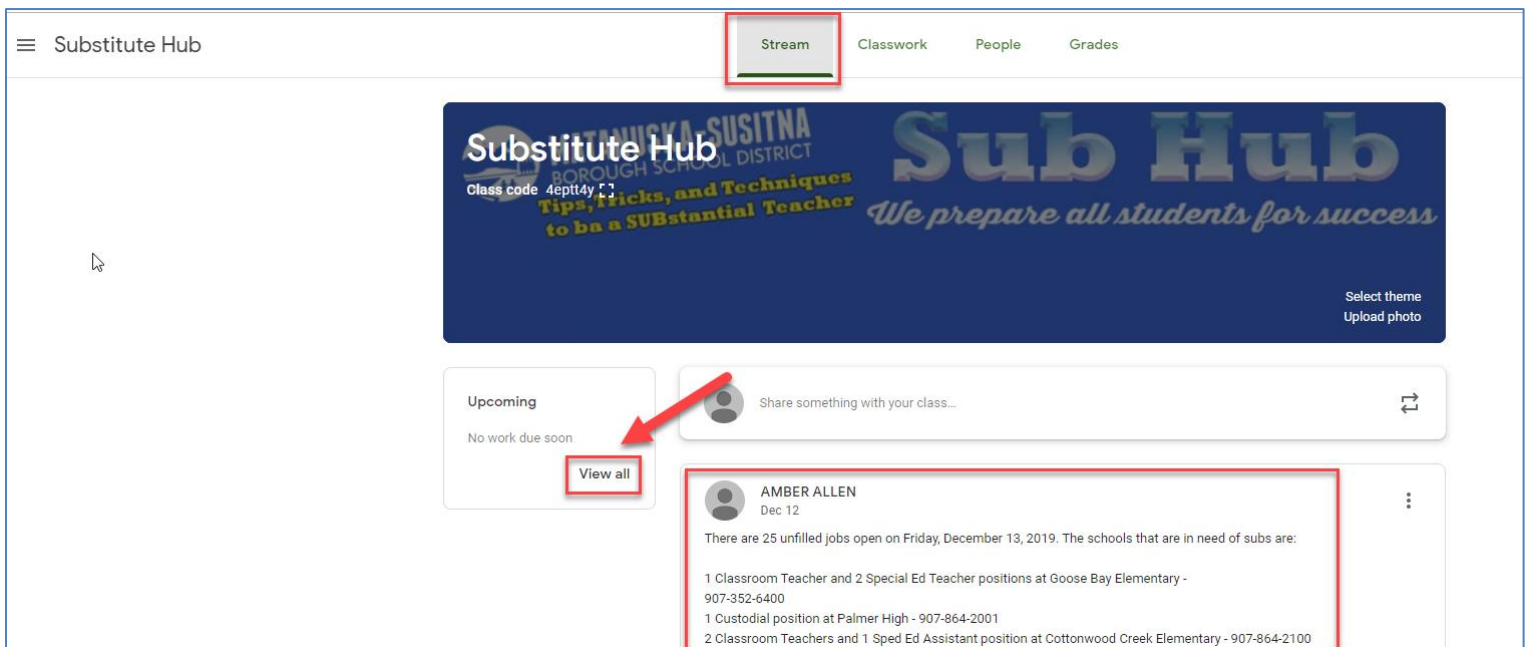 Substitute Hub
Stream Classwork People Grades
MATANUSKA-SUSITNA
BOROUGH SCHOOL DISTRICT
Substitute Hub
Class code 4eptt4y
Tips, Tricks, and Techniques
to ba a SUBstantial Teacher
Sub Hub
We prepare all students for success
Select theme
Upload photo
Upcoming
No work due soon
View all
Share something with your class...
AMBER ALLEN
Dec 12
There are 25 unfilled jobs open on Friday, December 13, 2019. The schools that are in need of subs are:
1 Classroom Teacher and 2 Special Ed Teacher positions at Goose Bay Elementary -
907-352-6400
1 Custodial position at Palmer High - 907-864-2001
2 Classroom Teachers and 1 Sped Ed Assistant position at Cottonwood Creek Elementary - 907-864-2100